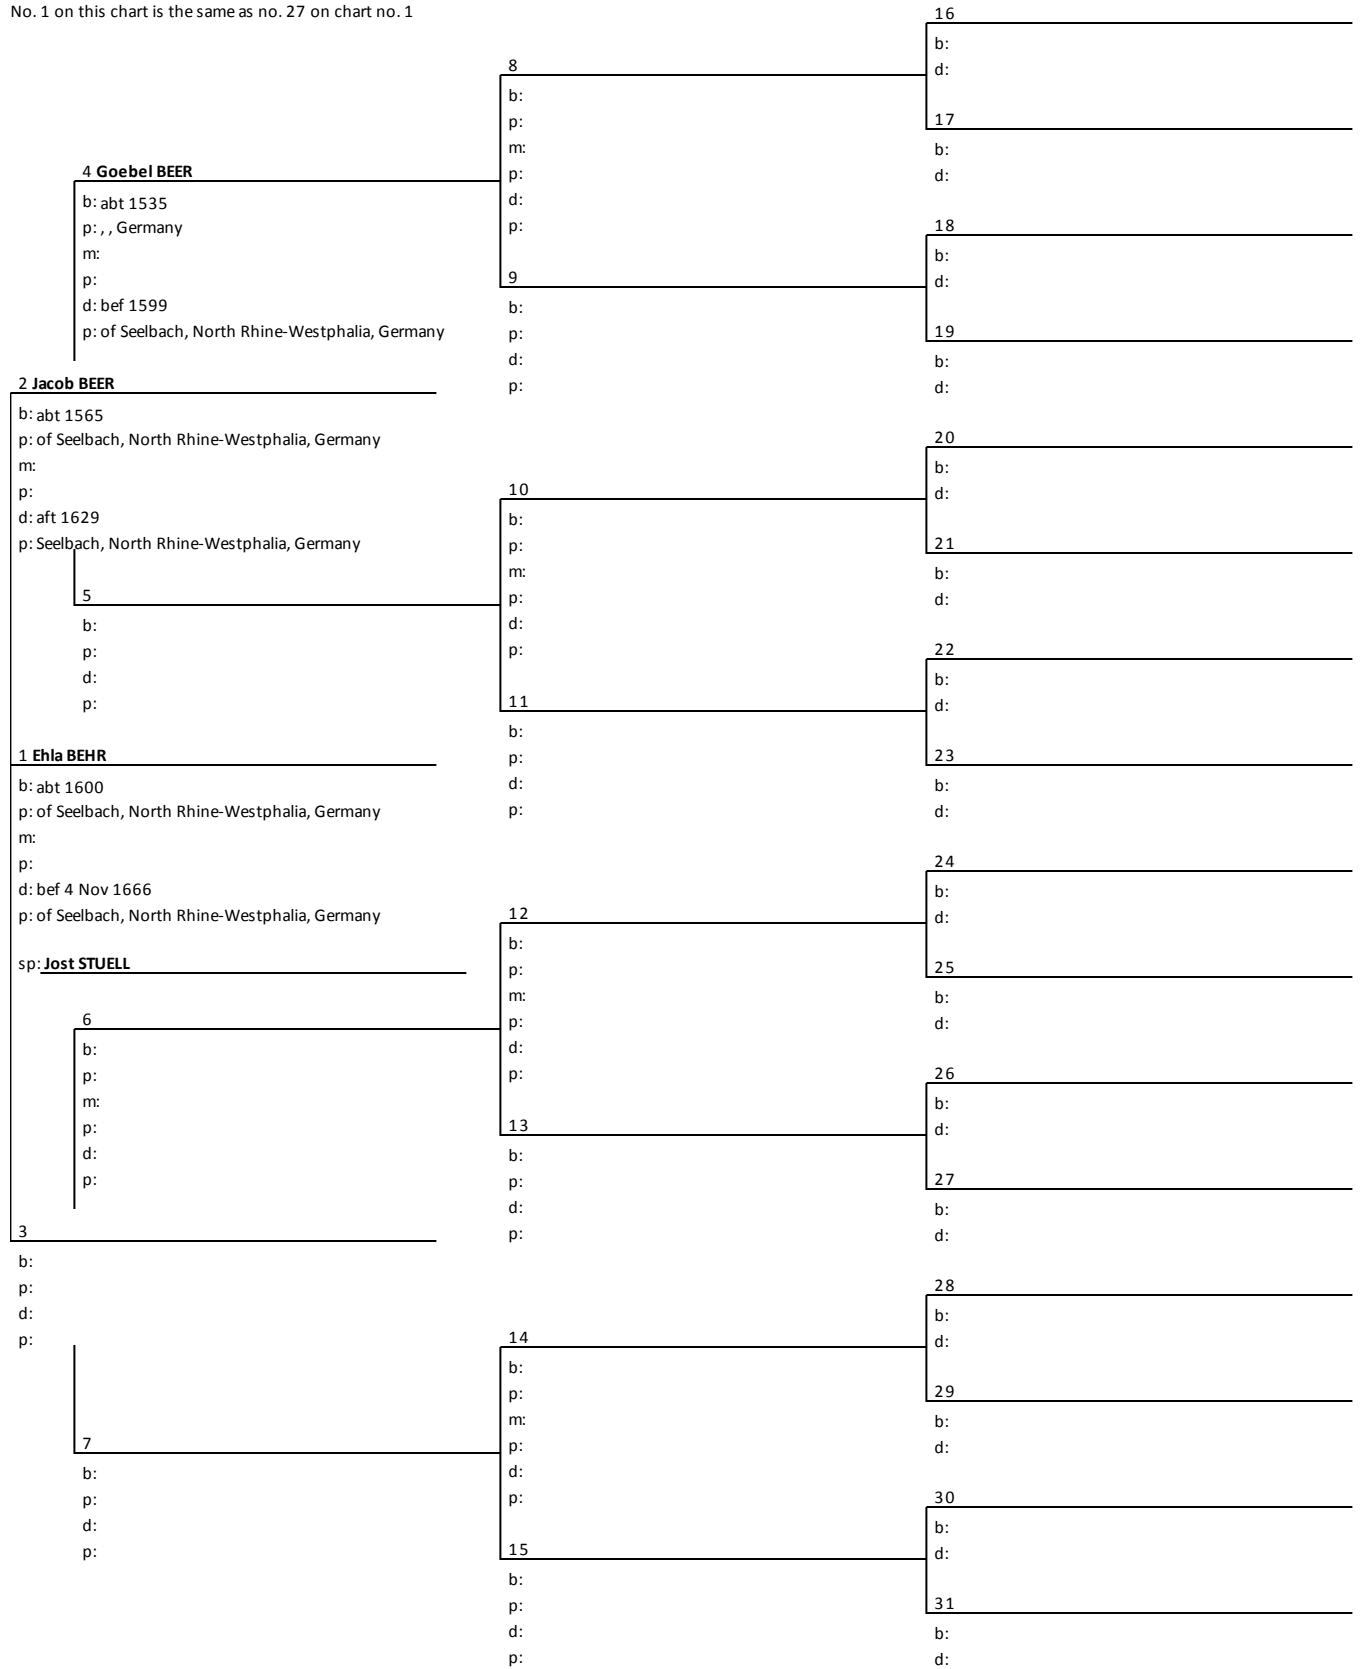 No. 1 on this chart is the same as no. 27 on chart no. 1
4 Goebel BEER
b: abt 1535
p: , , Germany
m:
p:
d: bef 1599
p: of Seelbach, North Rhine-Westphalia, Germany
2 Jacob BEER
b: abt 1565
p: of Seelbach, North Rhine-Westphalia, Germany
m:
p:
d: aft 1629
p: Seelbach, North Rhine-Westphalia, Germany
5
b:
p:
d:
p:
1 Ehla BEHR
b: abt 1600
p: of Seelbach, North Rhine-Westphalia, Germany
m:
p:
d: bef 4 Nov 1666
p: of Seelbach, North Rhine-Westphalia, Germany
sp: Jost STUELL
6
b:
p:
m:
p:
d:
p:
3
b:
p:
d:
p:
7
b:
p:
d:
p:
8
b:
p:
m:
p:
d:
p:
9
b:
p:
d:
p:
10
b:
p:
m:
p:
d:
p:
11
b:
p:
d:
p:
12
b:
p:
m:
p:
d:
p:
13
b:
p:
d:
p:
14
b:
p:
m:
p:
d:
p:
15
b:
p:
d:
p:
16
b:
d:
17
b:
d:
18
b:
d:
19
b:
d:
20
b:
d:
21
b:
d:
22
b:
d:
23
b:
d:
24
b:
d:
25
b:
d:
26
b:
d:
27
b:
d:
28
b:
d:
29
b:
d:
30
b:
d:
31
b:
d: